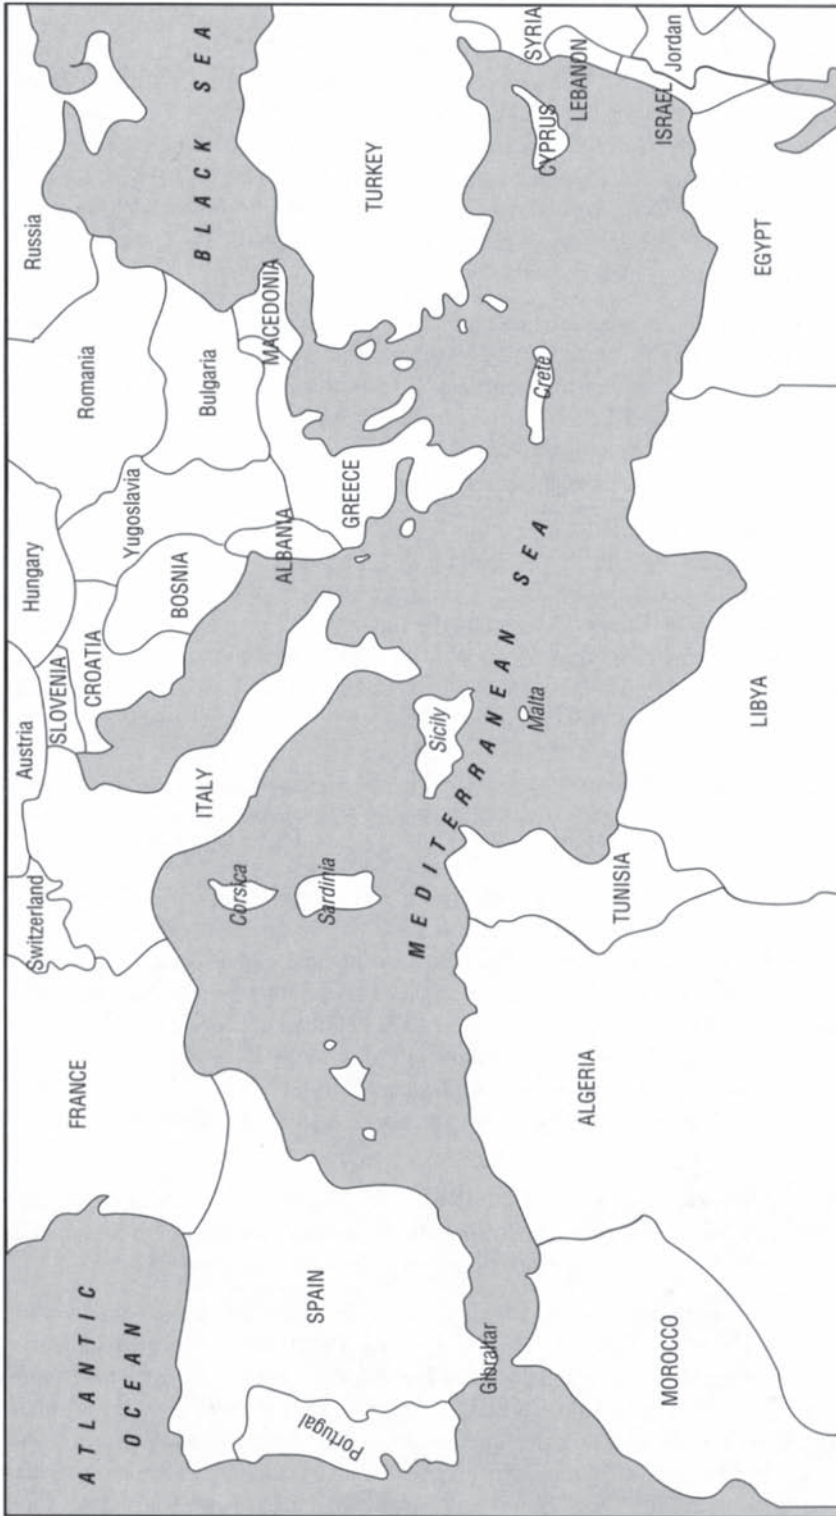 ATLANTIC
OCEAN
FRANCE
Switzerland
Austria
Hungary
SLOVENIA
CROATIA
BOSNIA
Yugoslavia
Romania
Russia
BLACK SEA
Bulgaria
MACEDONIA
ALBANIA
GREECE
TURKEY
ITALY
Corsica
Sardinia
Sicily
Malta
Crete
CYPRUS
SYRIA
LEBANON
ISRAEL
Jordan
Portugal
SPAIN
Gibraltar
MEDITERRANEAN SEA
MOROCCO
ALGERIA
TUNISIA
LIBYA
EGYPT